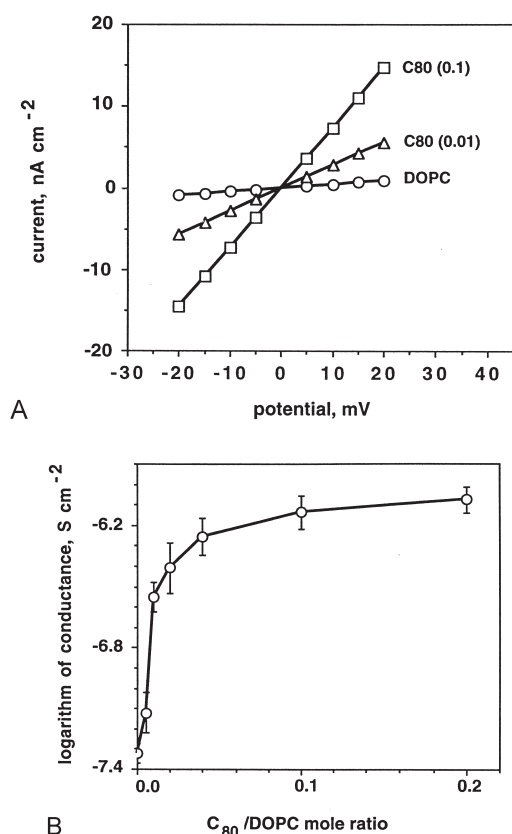 20
10
0
-10
-20
current, nA cm-2
C80 (0.1)
C80 (0.01)
DOPC
-30 -20 -10 0 10 20 30 40
potential, mV
A
-6.2
-6.8
-7.4
logarithm of conductance, S cm-2
0.0 0.1 0.2
C80/DOPC mole ratio
B